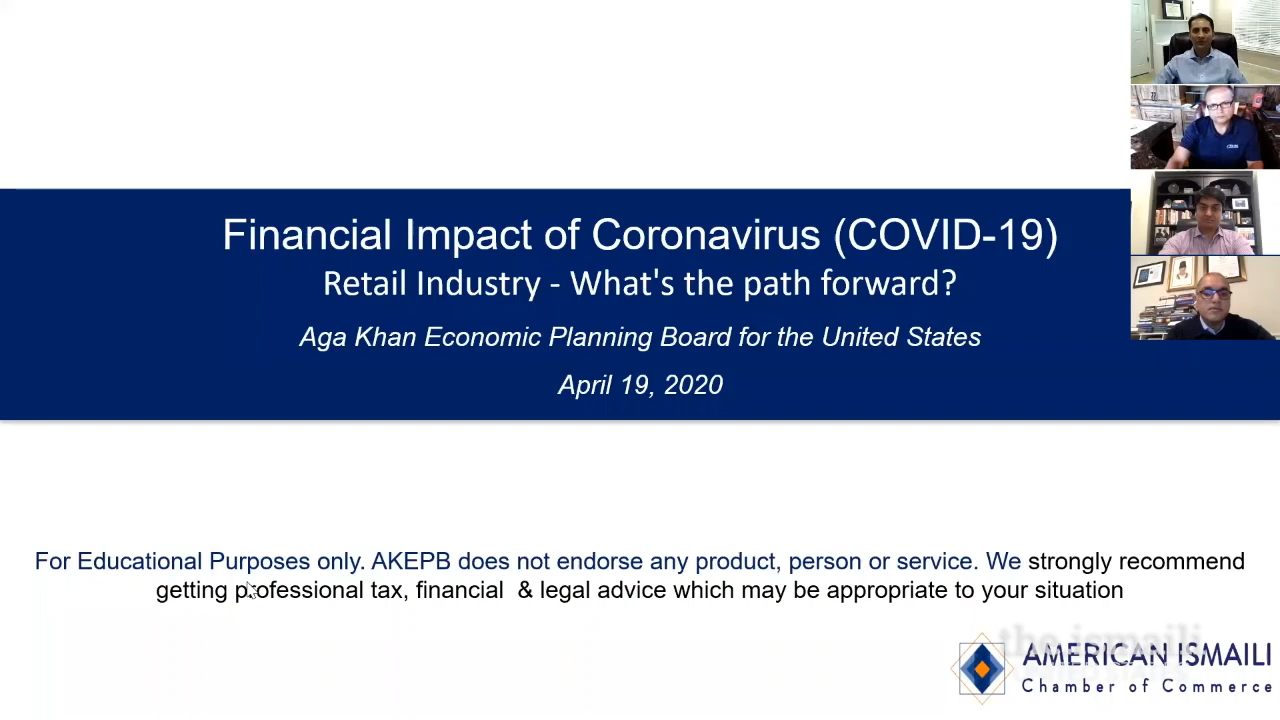 Financial Impact of Coronavirus (COVID-19)
Retail Industry - What's the path forward?
Aga Khan Economic Planning Board for the United States
April 19, 2020
For Educational Purposes only. AKEPB does not endorse any product, person or service. We strongly recommend
getting professional tax, financial & legal advice which may be appropriate to your situation
the.ismaili
AMERICAN ISMAILI
Chamber of Commerce